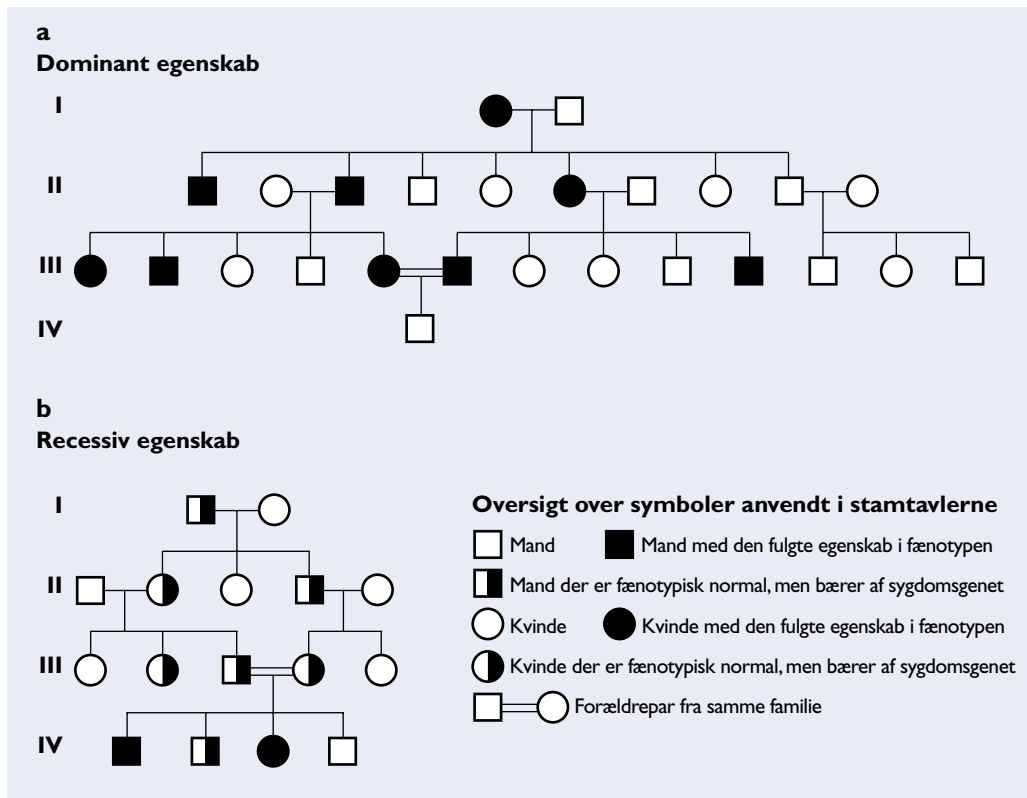 a
Dominant egenskab
I
II
III
IV
b
Recessiv egenskab
I
II
III
IV
Oversigt over symboler anvendt i stamtavlerne
Mand Mand med den fulgte egenskab i fænotypen
Mand der er fænotypisk normal, men bærer af sygdomsgenet
Kvinde Kvinde med den fulgte egenskab i fænotypen
Kvinde der er fænotypisk normal, men bærer af sygdomsgenet
Forældrepar fra samme familie